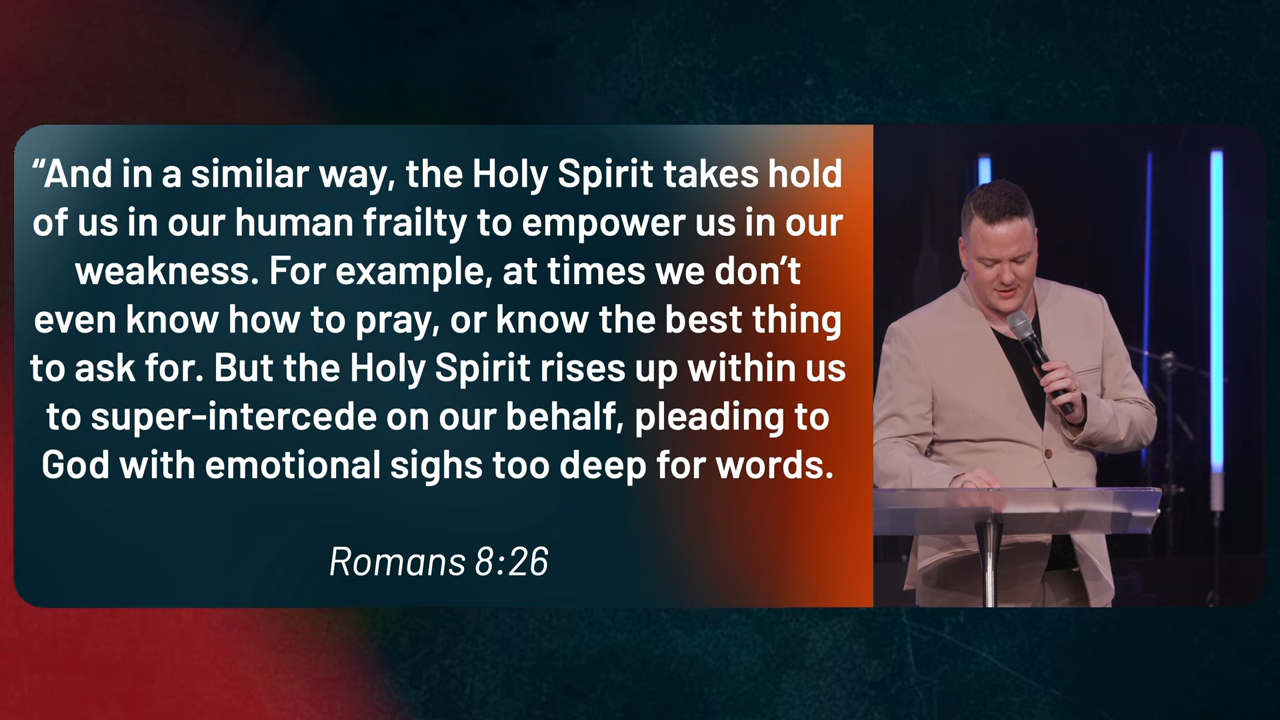 “And in a similar way, the Holy Spirit takes hold
of us in our human frailty to empower us in our
weakness. For example, at times we don’t
even know how to pray, or know the best thing
to ask for. But the Holy Spirit rises up within us
to super-intercede on our behalf, pleading to
God with emotional sighs too deep for words.
Romans 8:26